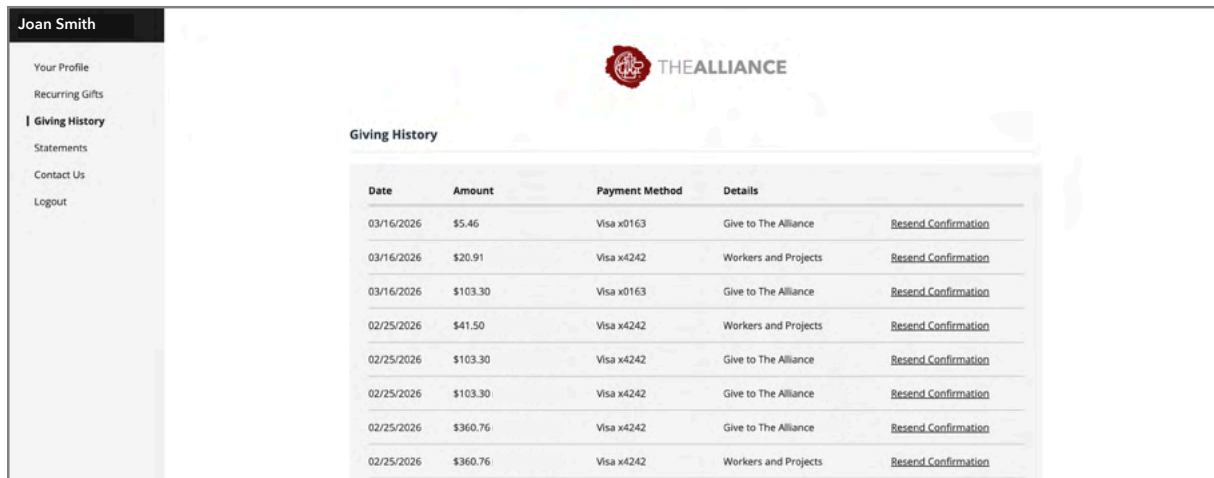 Joan Smith
Your Profile
Recurring Gifts
Giving History
Statements
Contact Us
Logout
THEALLIANCE
Giving History
Date Amount Payment Method Details
03/16/2026 $5.46 Visa x0163 Give to The Alliance Resend Confirmation
03/16/2026 $20.91 Visa x4242 Workers and Projects Resend Confirmation
03/16/2026 $103.30 Visa x0163 Give to The Alliance Resend Confirmation
02/25/2026 $41.50 Visa x4242 Workers and Projects Resend Confirmation
02/25/2026 $103.30 Visa x4242 Give to The Alliance Resend Confirmation
02/25/2026 $103.30 Visa x4242 Give to The Alliance Resend Confirmation
02/25/2026 $360.76 Visa x4242 Give to The Alliance Resend Confirmation
02/25/2026 $360.76 Visa x4242 Workers and Projects Resend Confirmation